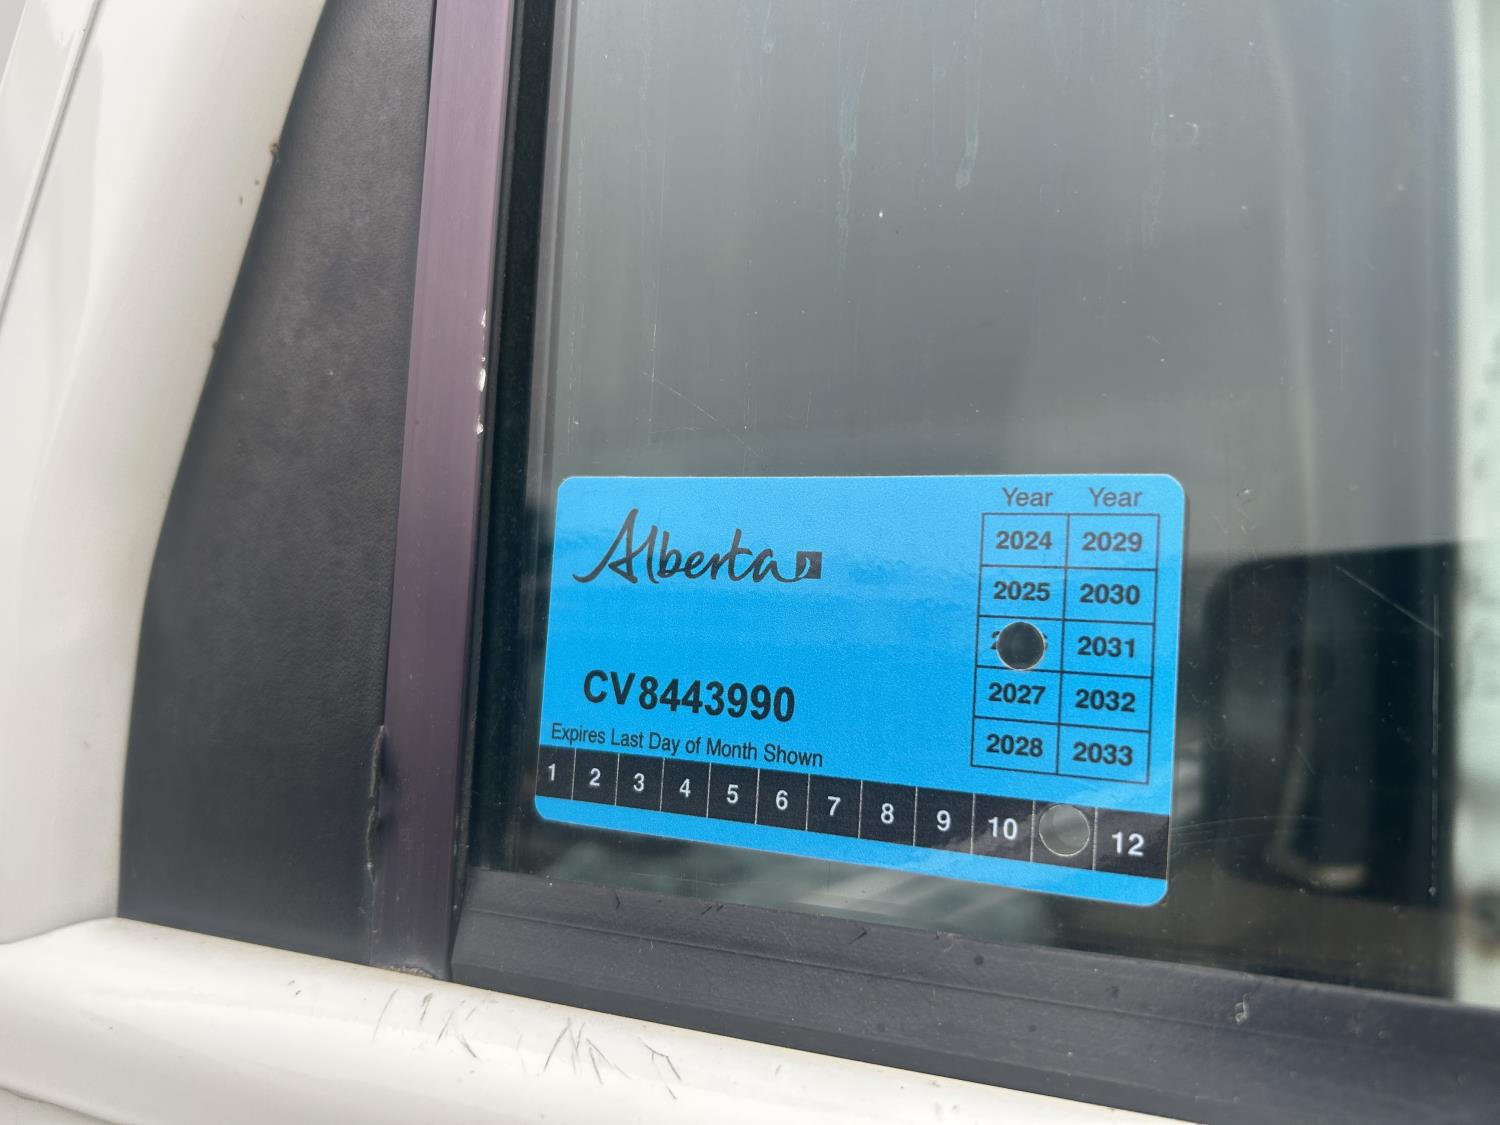 Alberta
Year Year
2024 2029
2025 2030
2031
2027 2032
2028 2033
CV8443990
Expires Last Day of Month Shown
1 2 3 4 5 6 7 8 9 10 12